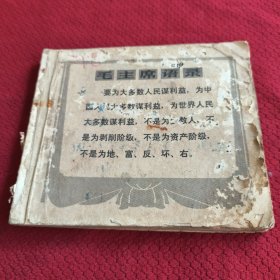 毛主席语录
要为大多数人民谋利益，为中
大多数谋利益，为世界人民
大多数谋利益，不是为少数人，不
是为剥削阶级，不是为资产阶级，
不是为地、富、反、坏、右。